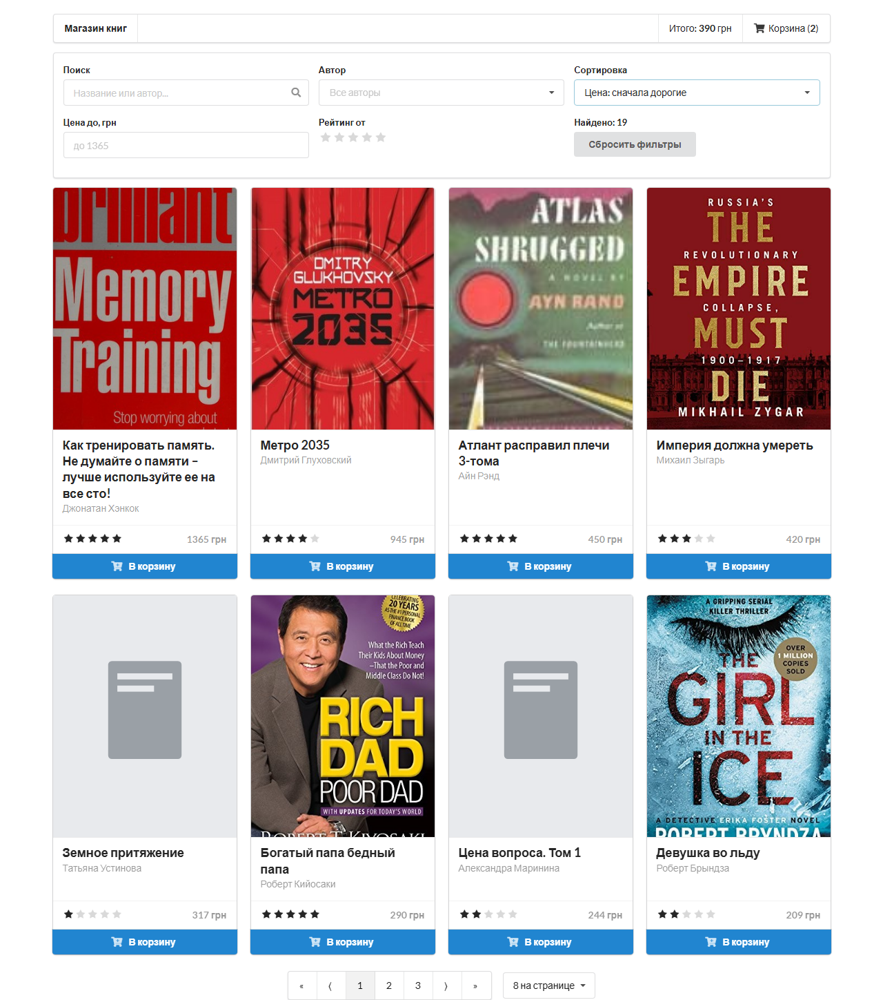 Магазин книг
Итого: 390 грн
Корзина (2)
Поиск
Автор
Сортировка
Название или автор...
Все авторы
Цена: сначала дорогие
Цена до, грн
Рейтинг от
Найдено: 19
до 1365
Сбросить фильтры
brilliant
Memory
Training
Stop worrying about
DMITRY
GLUKHOVSKY
METRO
2035
ATLAS
SHRUGGED
A NOVEL BY
AYN RAND
Author of
THE FOUNTAINHEAD
RUSSIA'S
THE
REVOLUTIONARY
EMPIRE
COLLAPSE,
MUST
1900–1917
DIE
MIKHAIL ZYGAR
Как тренировать память.
Не думайте о памяти –
лучше используйте ее на
все сто!
Джонатан Хэнкок
Метро 2035
Дмитрий Глуховский
Атлант расправил плечи
3-тома
Айн Рэнд
Империя должна умереть
Михаил Зыгарь
1365 грн
945 грн
450 грн
420 грн
В корзину
В корзину
В корзину
В корзину
CELEBRATING
20 YEARS
AS THE #1 PERSONAL
FINANCE BOOK
OF ALL TIME
What the Rich Teach
Their Kids About Money
–That the Poor and
Middle Class Do Not!
RICH
DAD
POOR DAD
WITH UPDATES FOR TODAY'S WORLD
ROBERT T. KIYOSAKI
A GRIPPING SERIAL
KILLER THRILLER
OVER
1 MILLION
COPIES
SOLD
THE
GIRL
IN THE
ICE
A DETECTIVE ERIKA FOSTER NOVEL
ROBERT BRYNDZA
Земное притяжение
Татьяна Устинова
Богатый папа бедный
папа
Роберт Кийосаки
Цена вопроса. Том 1
Александра Маринина
Девушка во льду
Роберт Брындза
317 грн
290 грн
244 грн
209 грн
В корзину
В корзину
В корзину
В корзину
« ⟨ 1 2 3 ⟩ »
8 на странице